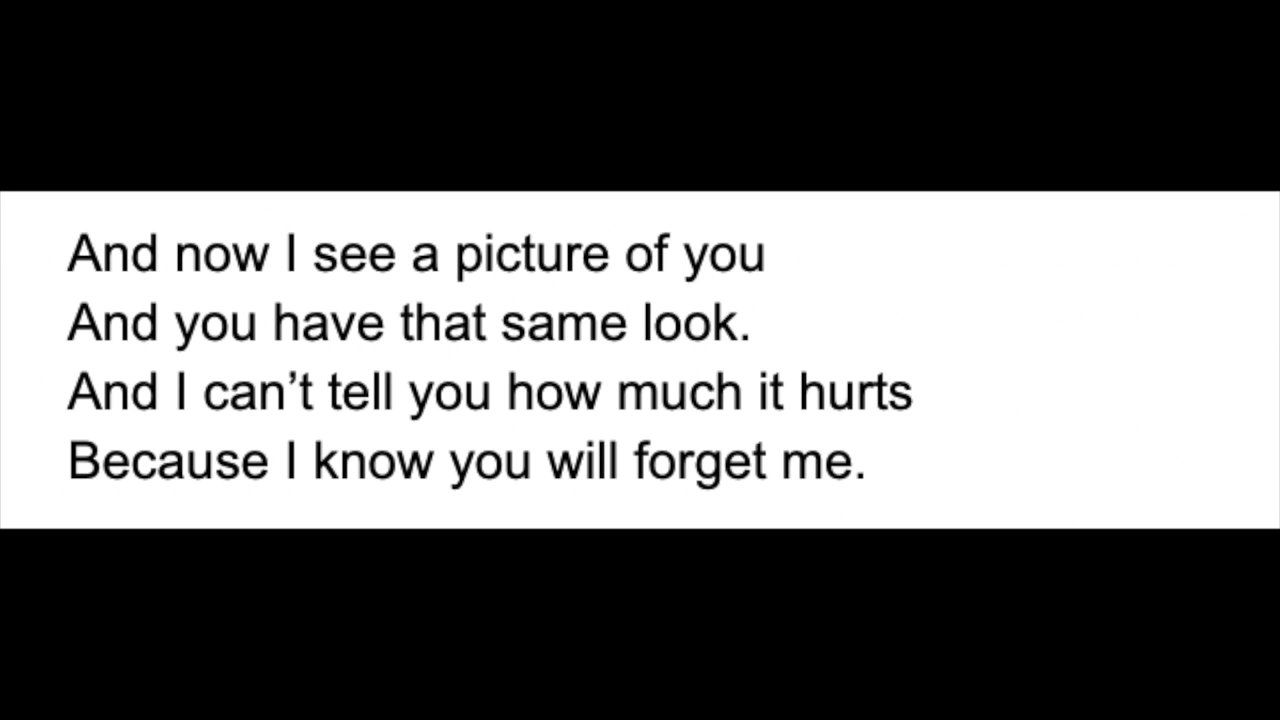 And now I see a picture of you
And you have that same look.
And I can’t tell you how much it hurts
Because I know you will forget me.